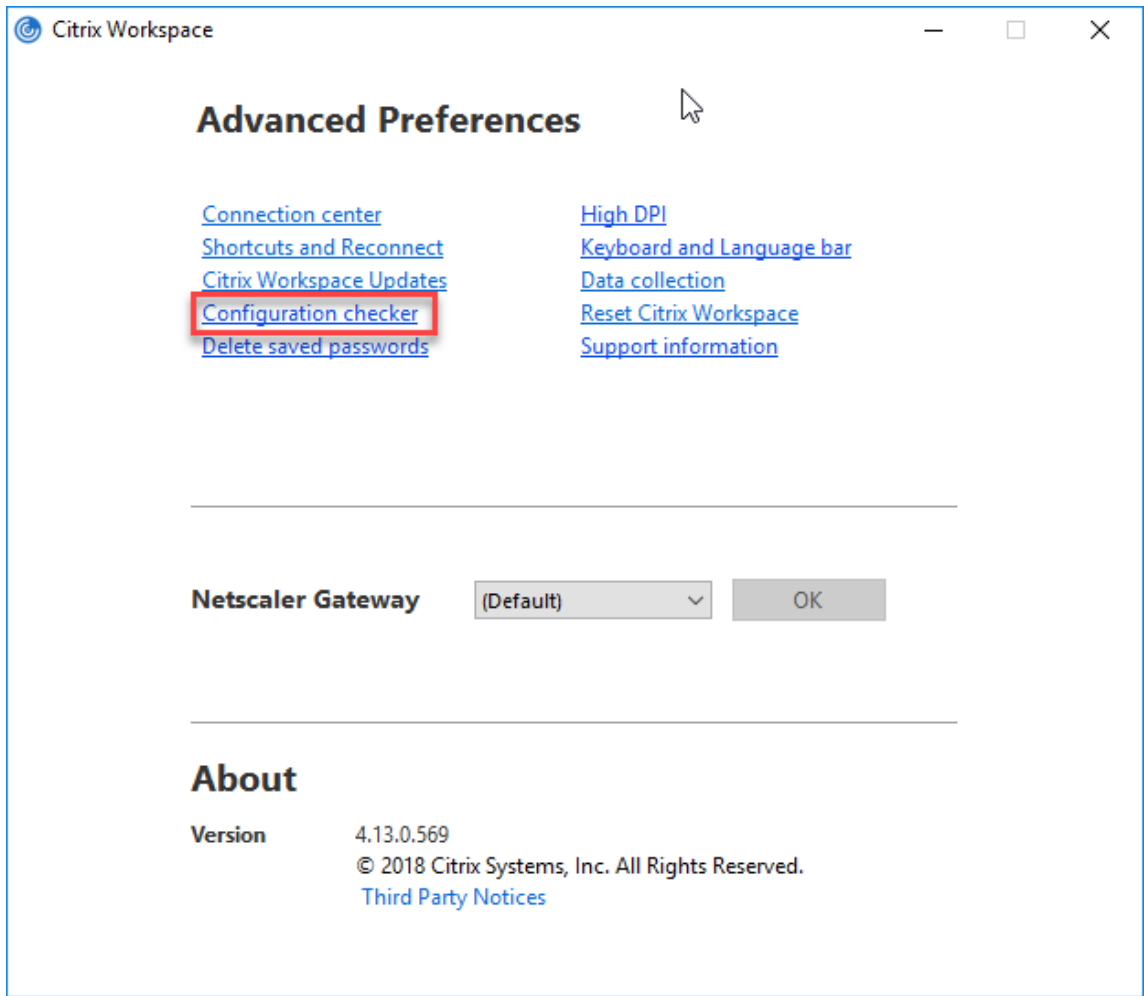 Citrix Workspace
Advanced Preferences
Connection center
Shortcuts and Reconnect
Citrix Workspace Updates
Configuration checker
Delete saved passwords
High DPI
Keyboard and Language bar
Data collection
Reset Citrix Workspace
Support information
Netscaler Gateway (Default) OK
About
Version 4.13.0.569
© 2018 Citrix Systems, Inc. All Rights Reserved.
Third Party Notices